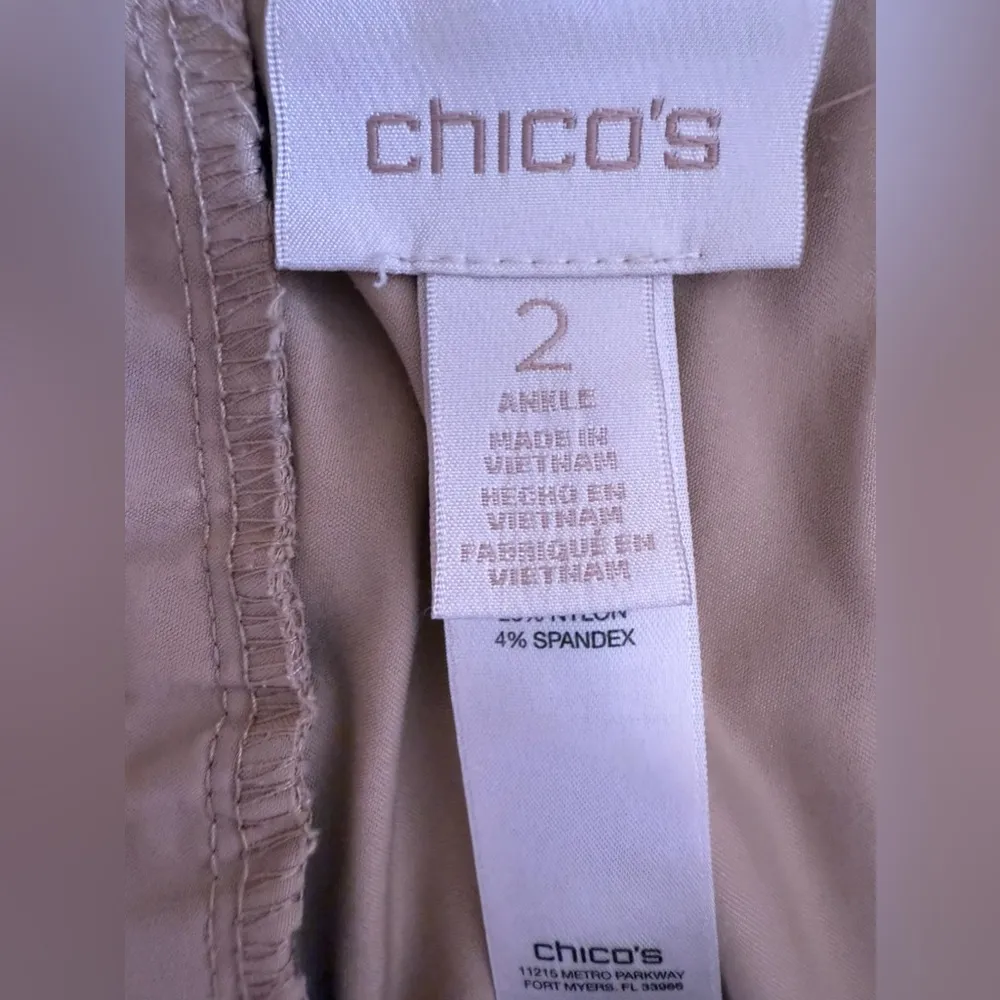 chico's
2
ANKLE
MADE IN
VIETNAM
HECHO EN
VIETNAM
FABRIQUÉ EN
VIETNAM
NYLON
4% SPANDEX
chico's
11215 METRO PARKWAY
FORT MYERS, FL 33966